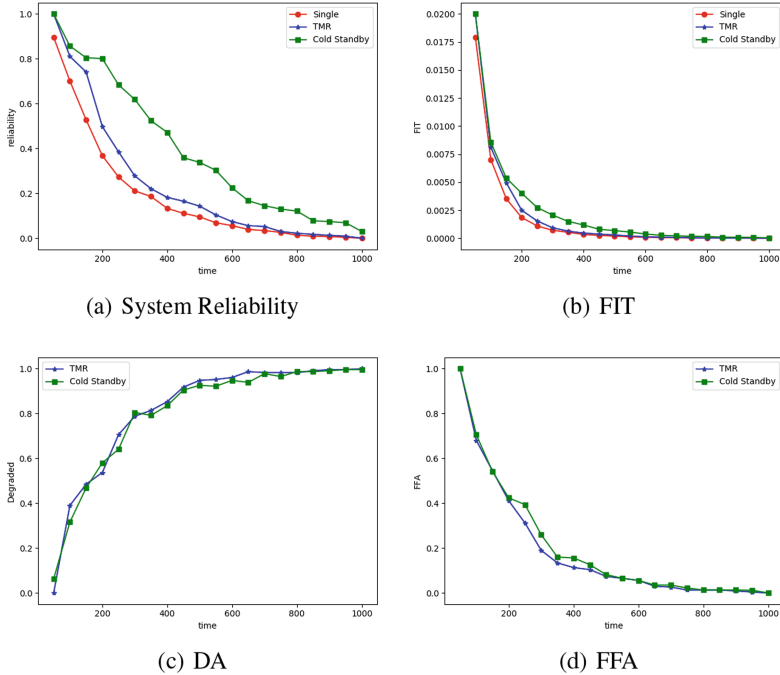 1.0
0.8
0.6
0.4
0.2
0.0
reliability
200 400 600 800 1000
time
Single
TMR
Cold Standby
(a) System Reliability
0.0200
0.0175
0.0150
0.0125
0.0100
0.0075
0.0050
0.0025
0.0000
FIT
200 400 600 800 1000
time
Single
TMR
Cold Standby
(b) FIT
1.0
0.8
0.6
0.4
0.2
0.0
Degraded
200 400 600 800 1000
time
TMR
Cold Standby
(c) DA
1.0
0.8
0.6
0.4
0.2
0.0
FFA
200 400 600 800 1000
time
TMR
Cold Standby
(d) FFA